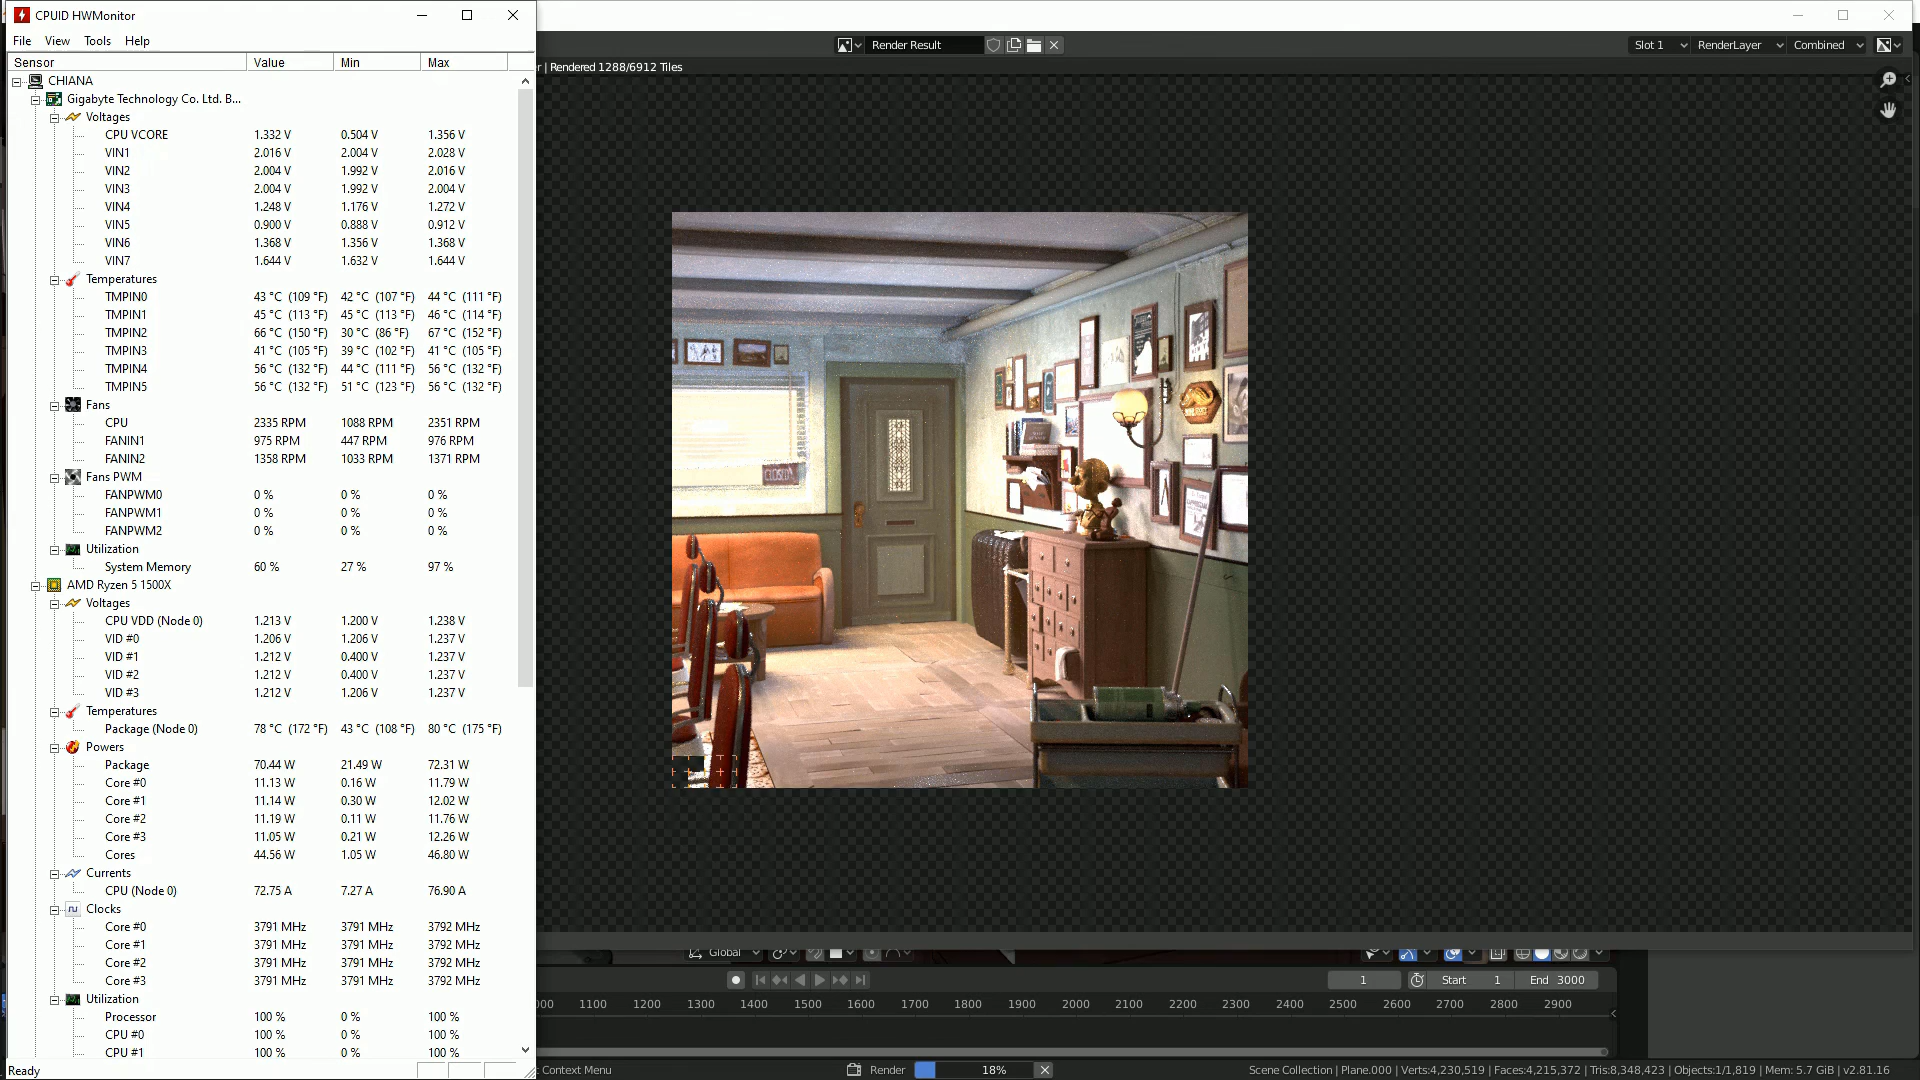 CPUID HWMonitor
File View Tools Help
Sensor Value Min Max
CHIANA
Gigabyte Technology Co. Ltd. B...
Voltages
CPU VCORE 1.332 V 0.504 V 1.356 V
VIN1 2.016 V 2.004 V 2.028 V
VIN2 2.004 V 1.992 V 2.016 V
VIN3 2.004 V 1.992 V 2.004 V
VIN4 1.248 V 1.176 V 1.272 V
VIN5 0.900 V 0.888 V 0.912 V
VIN6 1.368 V 1.356 V 1.368 V
VIN7 1.644 V 1.632 V 1.644 V
Temperatures
TMPIN0 43 °C (109 °F) 42 °C (107 °F) 44 °C (111 °F)
TMPIN1 45 °C (113 °F) 45 °C (113 °F) 46 °C (114 °F)
TMPIN2 66 °C (150 °F) 30 °C (86 °F) 67 °C (152 °F)
TMPIN3 41 °C (105 °F) 39 °C (102 °F) 41 °C (105 °F)
TMPIN4 56 °C (132 °F) 44 °C (111 °F) 56 °C (132 °F)
TMPIN5 56 °C (132 °F) 51 °C (123 °F) 56 °C (132 °F)
Fans
CPU 2335 RPM 1088 RPM 2351 RPM
FANIN1 975 RPM 447 RPM 976 RPM
FANIN2 1358 RPM 1033 RPM 1371 RPM
Fans PWM
FANPWM0 0 % 0 % 0 %
FANPWM1 0 % 0 % 0 %
FANPWM2 0 % 0 % 0 %
Utilization
System Memory 60 % 27 % 97 %
AMD Ryzen 5 1500X
Voltages
CPU VDD (Node 0) 1.213 V 1.200 V 1.238 V
VID #0 1.206 V 1.206 V 1.237 V
VID #1 1.212 V 0.400 V 1.237 V
VID #2 1.212 V 0.400 V 1.237 V
VID #3 1.212 V 1.206 V 1.237 V
Temperatures
Package (Node 0) 78 °C (172 °F) 43 °C (108 °F) 80 °C (175 °F)
Powers
Package 70.44 W 21.49 W 72.31 W
Core #0 11.13 W 0.16 W 11.79 W
Core #1 11.14 W 0.30 W 12.02 W
Core #2 11.19 W 0.11 W 11.76 W
Core #3 11.05 W 0.21 W 12.26 W
Cores 44.56 W 1.05 W 46.80 W
Currents
CPU (Node 0) 72.75 A 7.27 A 76.90 A
Clocks
Core #0 3791 MHz 3791 MHz 3792 MHz
Core #1 3791 MHz 3791 MHz 3792 MHz
Core #2 3791 MHz 3791 MHz 3792 MHz
Core #3 3791 MHz 3791 MHz 3792 MHz
Utilization
Processor 100 % 0 % 100 %
CPU #0 100 % 0 % 100 %
CPU #1 100 % 0 % 100 %
Ready
Render Result Slot 1 RenderLayer Combined
| Rendered 1288/6912 Tiles
CLOSED
Global
1 Start 1 End 3000
1100 1200 1300 1400 1500 1600 1700 1800 1900 2000 2100 2200 2300 2400 2500 2600 2700 2800 2900
Context Menu Render 18% Scene Collection | Plane.000 | Verts:4,230,519 | Faces:4,215,372 | Tris:8,348,423 | Objects:1/1,819 | Mem: 5.7 GiB | v2.81.16